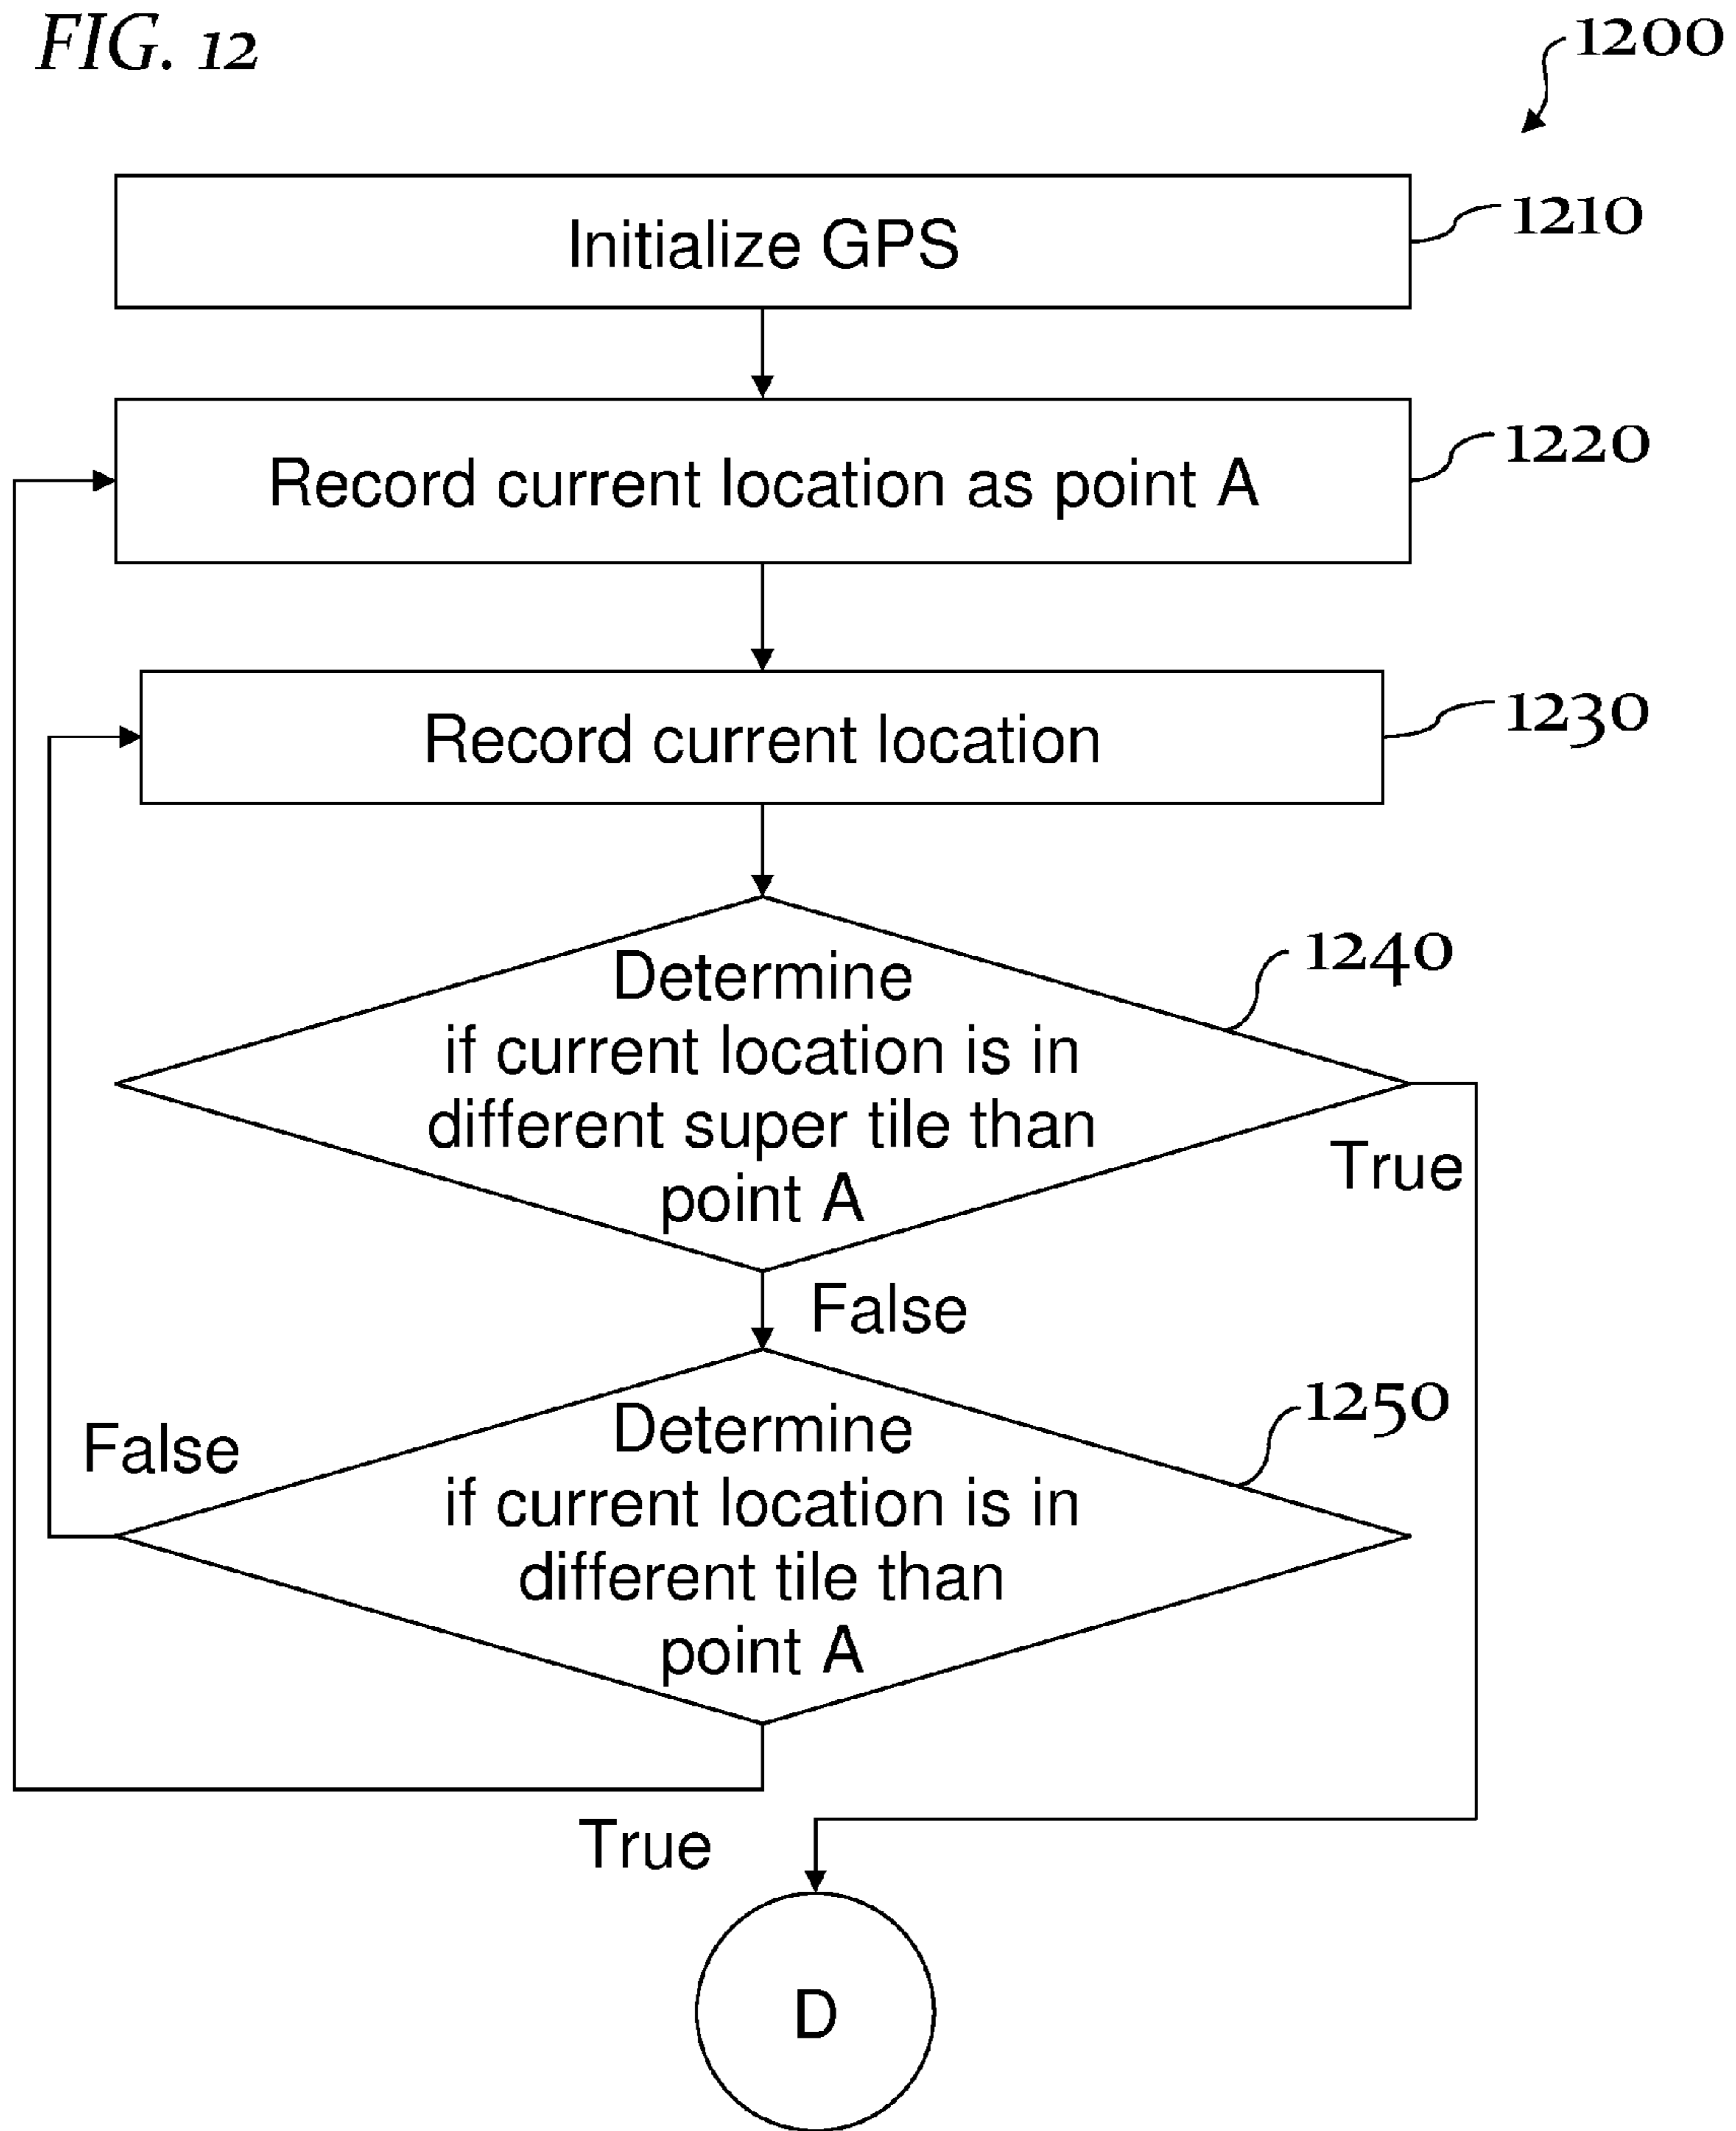 FIG. 12
1200
Initialize GPS
1210
Record current location as point A
1220
Record current location
1230
Determine
if current location is in
different super tile than
point A
1240
True
False
Determine
if current location is in
different tile than
point A
1250
False
True
D